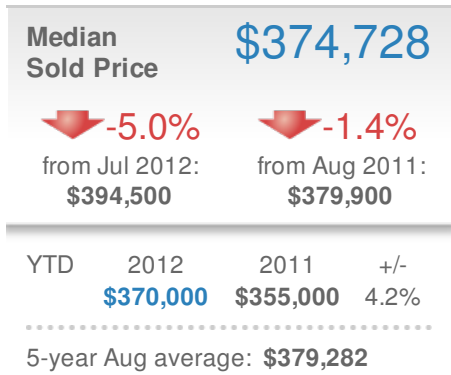 Median
Sold Price
$374,728
-5.0%
from Jul 2012:
$394,500
-1.4%
from Aug 2011:
$379,900
YTD 2012 2011 +/-
$370,000 $355,000 4.2%
5-year Aug average: $379,282